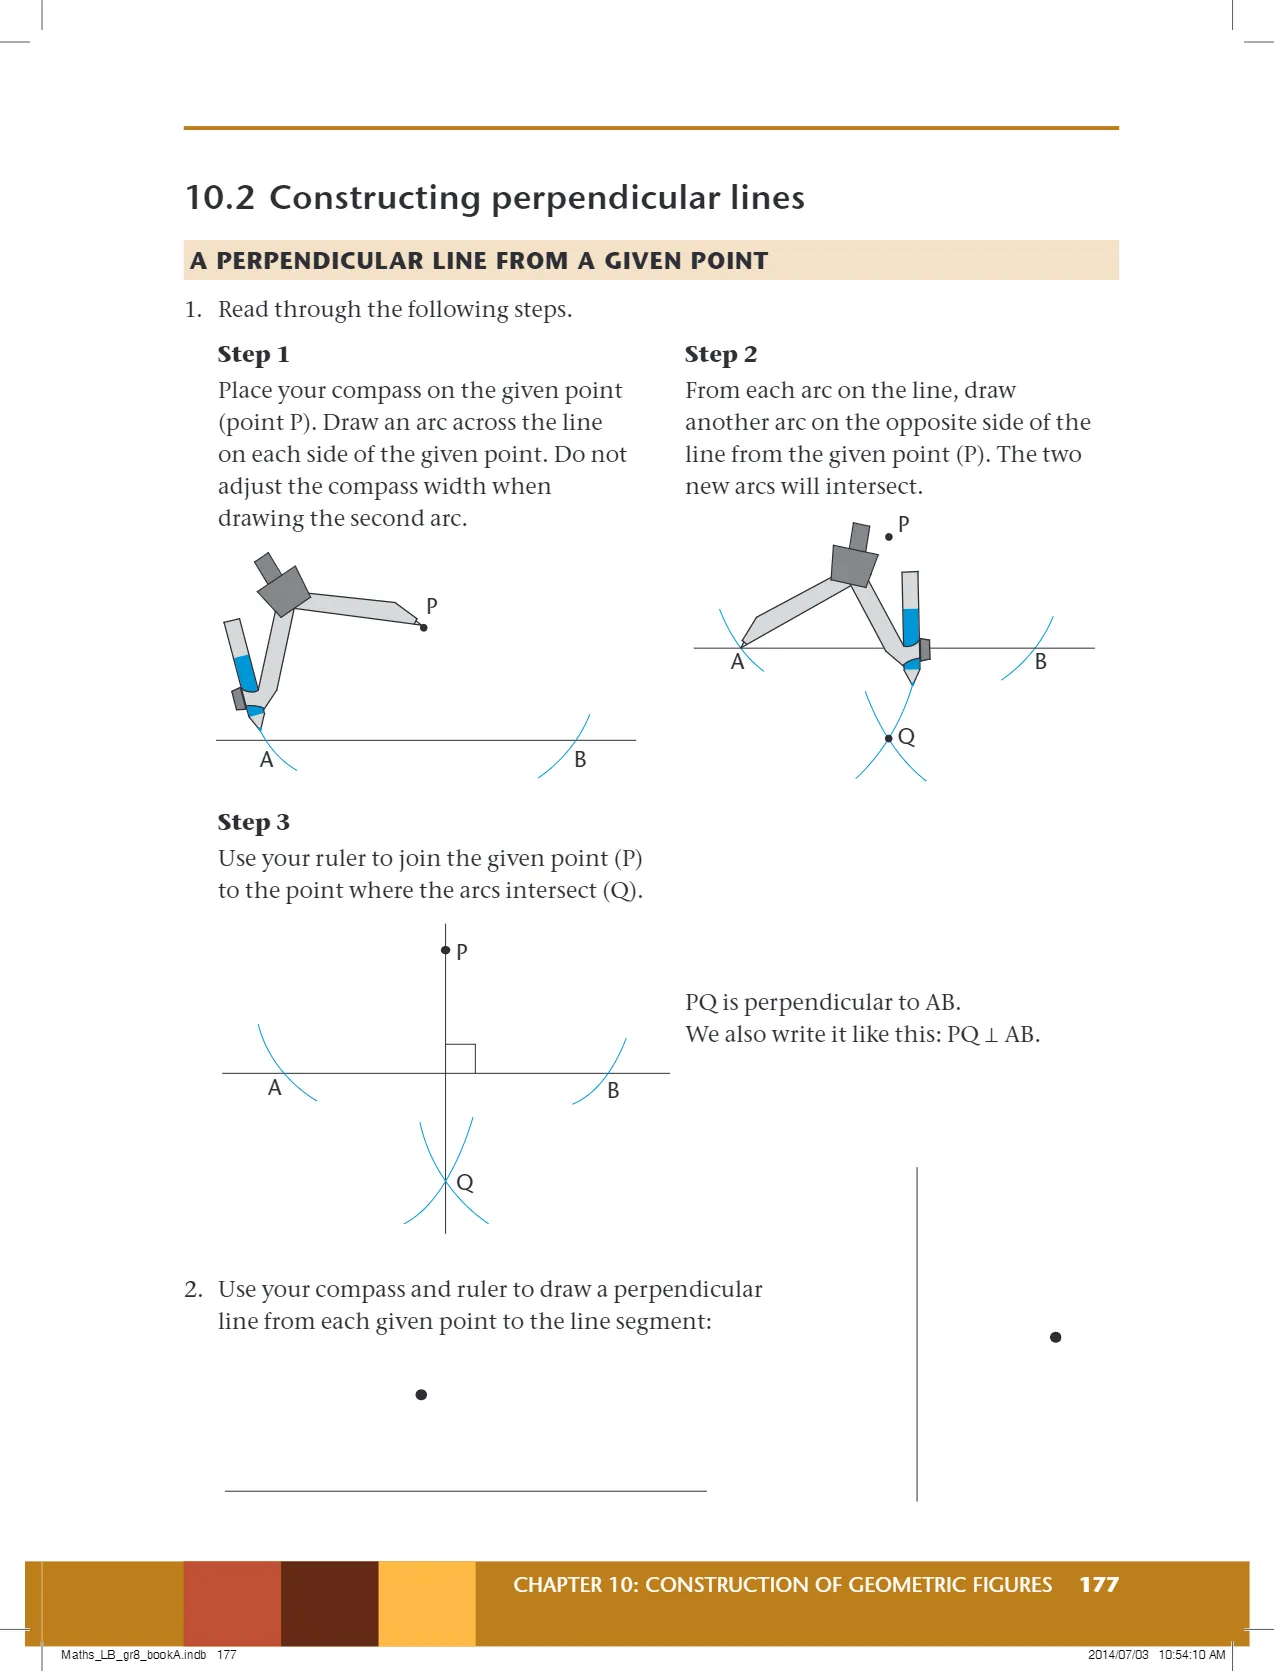 10.2 Constructing perpendicular lines
A PERPENDICULAR LINE FROM A GIVEN POINT
1. Read through the following steps.
Step 1
Place your compass on the given point
(point P). Draw an arc across the line
on each side of the given point. Do not
adjust the compass width when
drawing the second arc.
P
A
B
Step 2
From each arc on the line, draw
another arc on the opposite side of the
line from the given point (P). The two
new arcs will intersect.
P
A
B
Q
Step 3
Use your ruler to join the given point (P)
to the point where the arcs intersect (Q).
P
A
B
Q
PQ is perpendicular to AB.
We also write it like this: PQ ⊥ AB.
2. Use your compass and ruler to draw a perpendicular
line from each given point to the line segment:
CHAPTER 10: CONSTRUCTION OF GEOMETRIC FIGURES 177
Maths_LB_gr8_bookA.indb 177
2014/07/03 10:54:10 AM